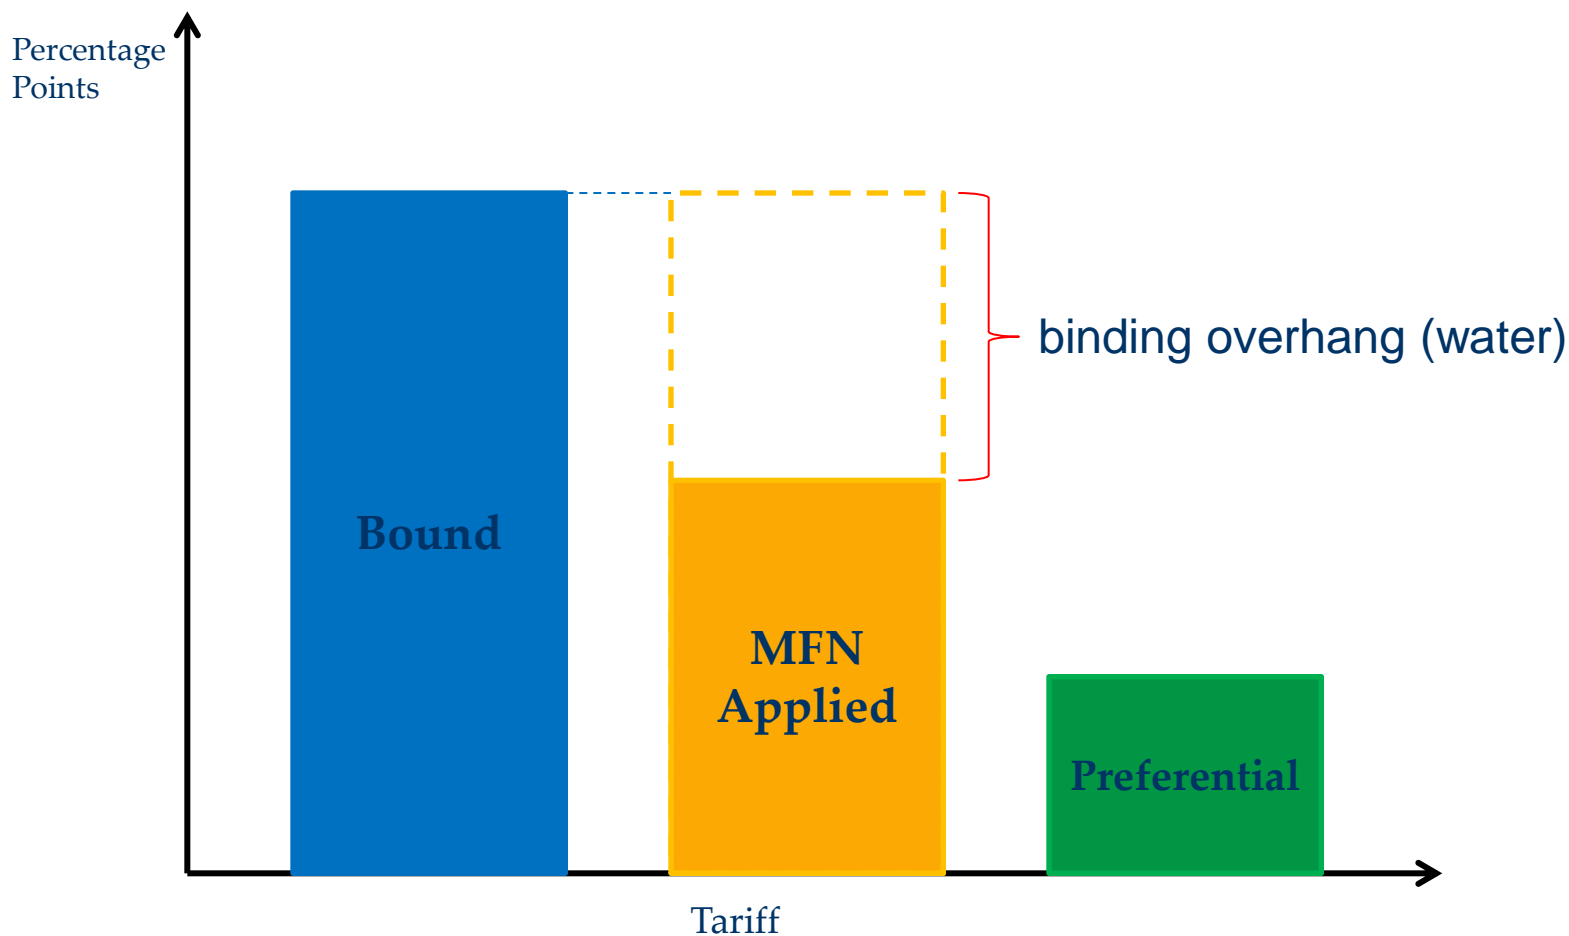 Percentage
Points
binding overhang (water)
Bound
MFN
Applied
Preferential
Tariff